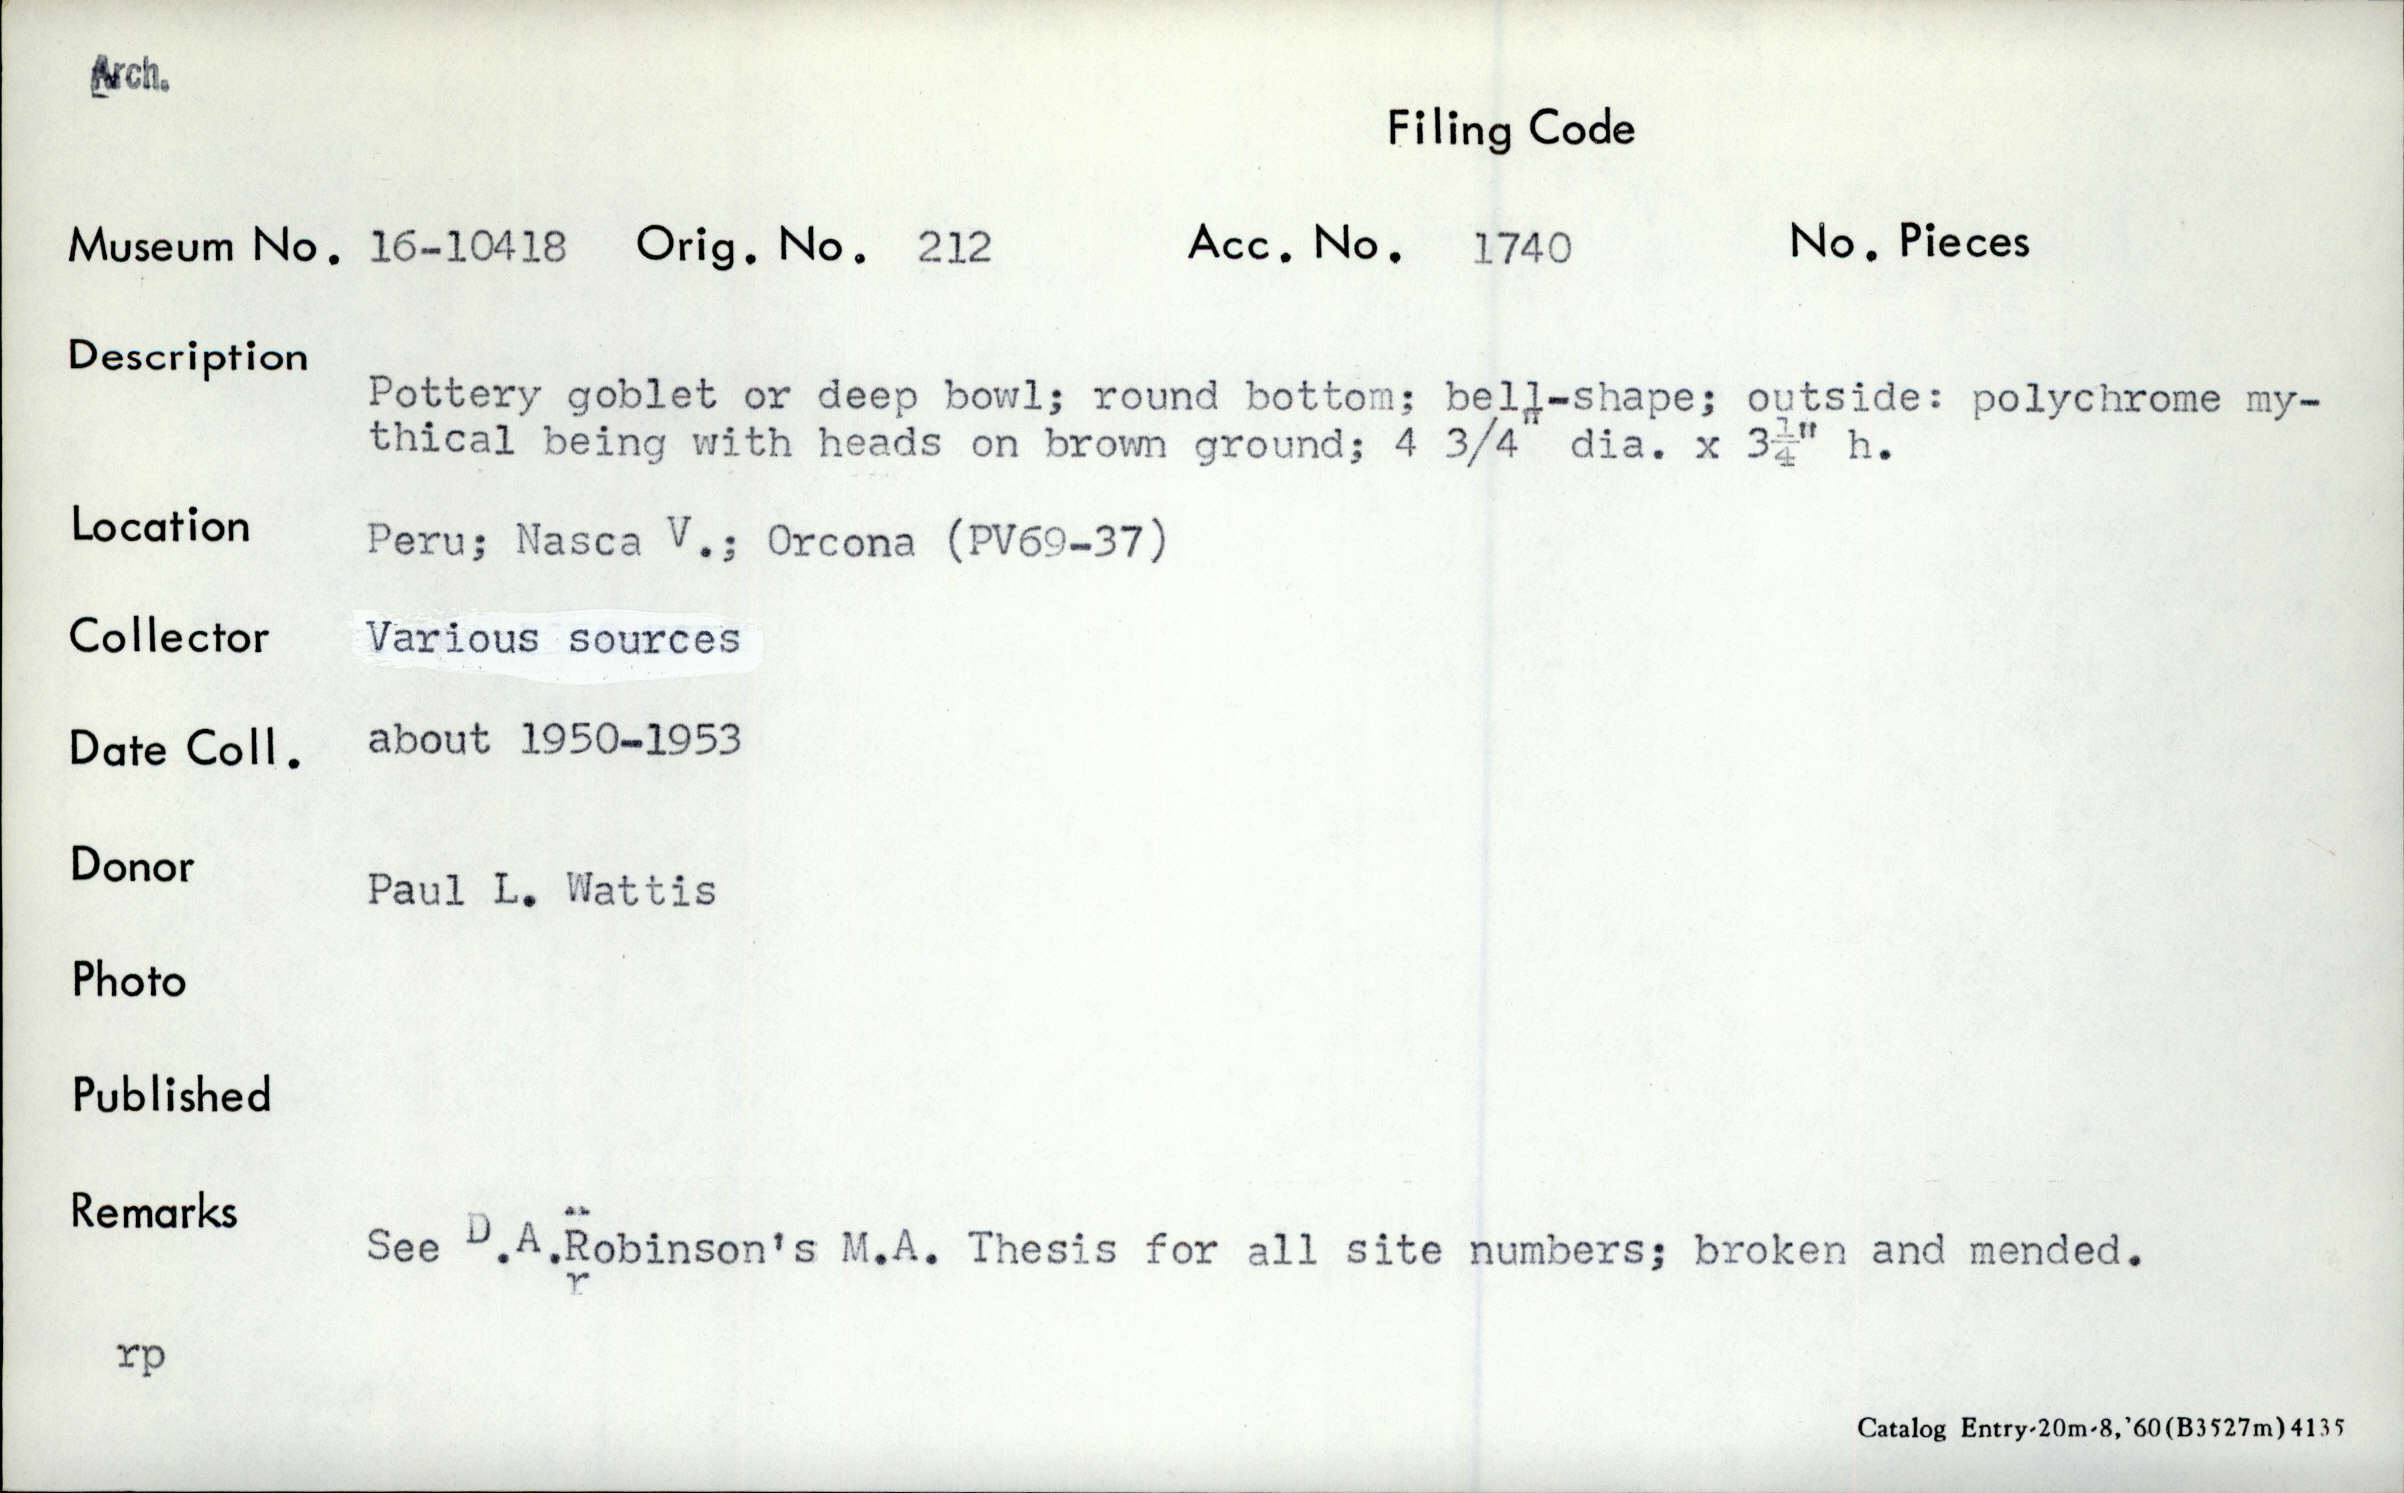 Arch.
Filing Code
Museum No. 16-10418 Orig. No. 212 Acc. No. 1740 No. Pieces
Description
Pottery goblet or deep bowl; round bottom; bell-shape; outside: polychrome my-
thical being with heads on brown ground; 4 3/4" dia. x 3¼" h.
Location Peru; Nasca V.; Orcona (PV69-37)
Collector Various sources
Date Coll. about 1950-1953
Donor Paul L. Wattis
Photo
Published
Remarks See D.A.Robinson's M.A. Thesis for all site numbers; broken and mended.
r
rp
Catalog Entry-20m-8,'60(B3527m)4135